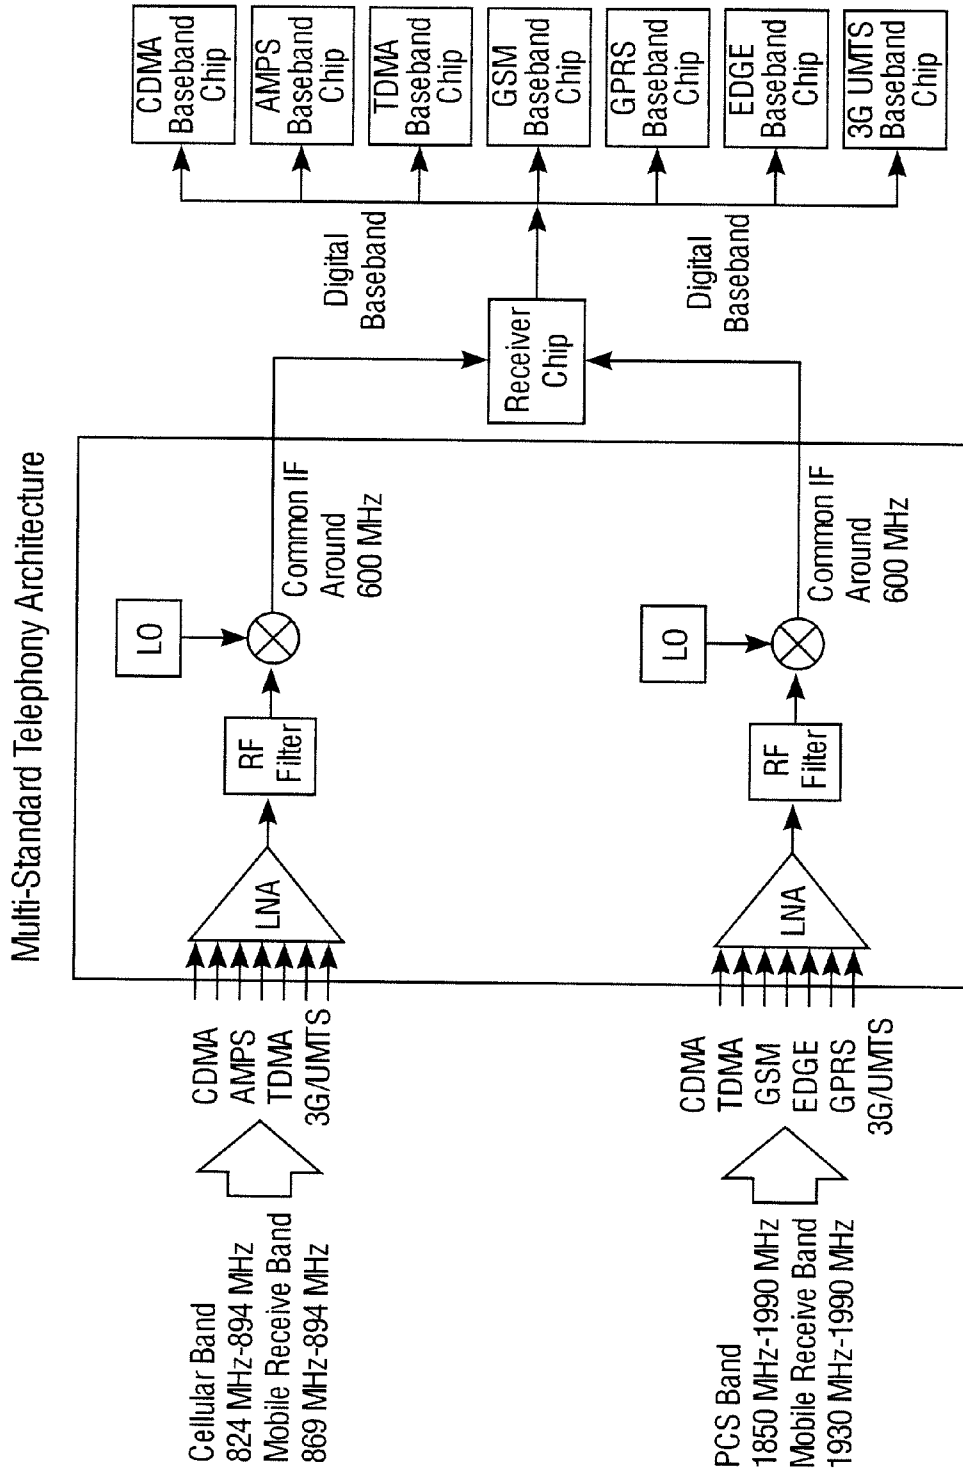 Multi-Standard Telephony Architecture
Cellular Band
824 MHz-894 MHz
Mobile Receive Band
869 MHz-894 MHz
CDMA
AMPS
TDMA
3G/UMTS
LNA
RF
Filter
LO
Common IF
Around
600 MHz
PCS Band
1850 MHz-1990 MHz
Mobile Receive Band
1930 MHz-1990 MHz
CDMA
TDMA
GSM
EDGE
GPRS
3G/UMTS
LNA
RF
Filter
LO
Common IF
Around
600 MHz
Receiver
Chip
Digital
Baseband
Digital
Baseband
CDMA
Baseband
Chip
AMPS
Baseband
Chip
TDMA
Baseband
Chip
GSM
Baseband
Chip
GPRS
Baseband
Chip
EDGE
Baseband
Chip
3G UMTS
Baseband
Chip